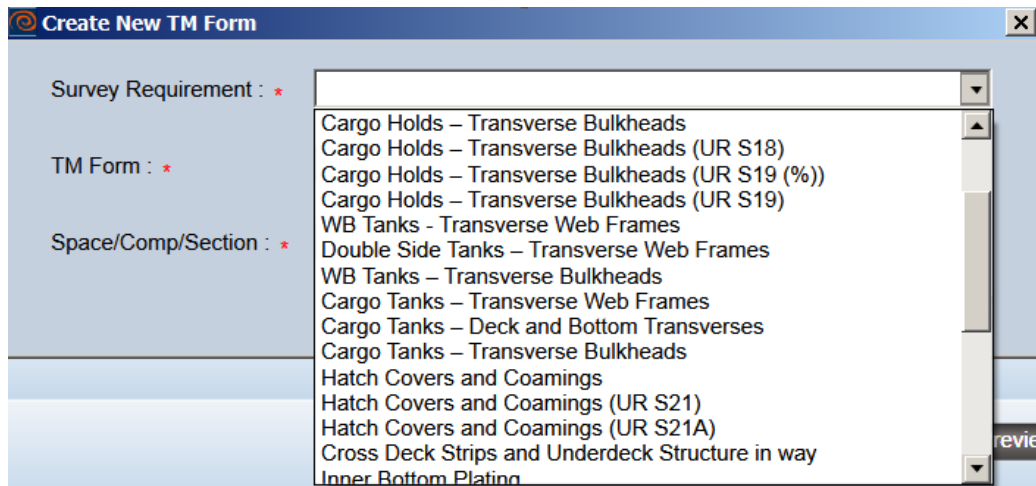 Create New TM Form
Survey Requirement : *
Cargo Holds – Transverse Bulkheads
Cargo Holds – Transverse Bulkheads (UR S18)
TM Form : *
Cargo Holds – Transverse Bulkheads (UR S19 (%))
Cargo Holds – Transverse Bulkheads (UR S19)
WB Tanks - Transverse Web Frames
Space/Comp/Section : *
Double Side Tanks – Transverse Web Frames
WB Tanks – Transverse Bulkheads
Cargo Tanks – Transverse Web Frames
Cargo Tanks – Deck and Bottom Transverses
Cargo Tanks – Transverse Bulkheads
Hatch Covers and Coamings
Hatch Covers and Coamings (UR S21)
Hatch Covers and Coamings (UR S21A)
Cross Deck Strips and Underdeck Structure in way
revie
Inner Bottom Plating